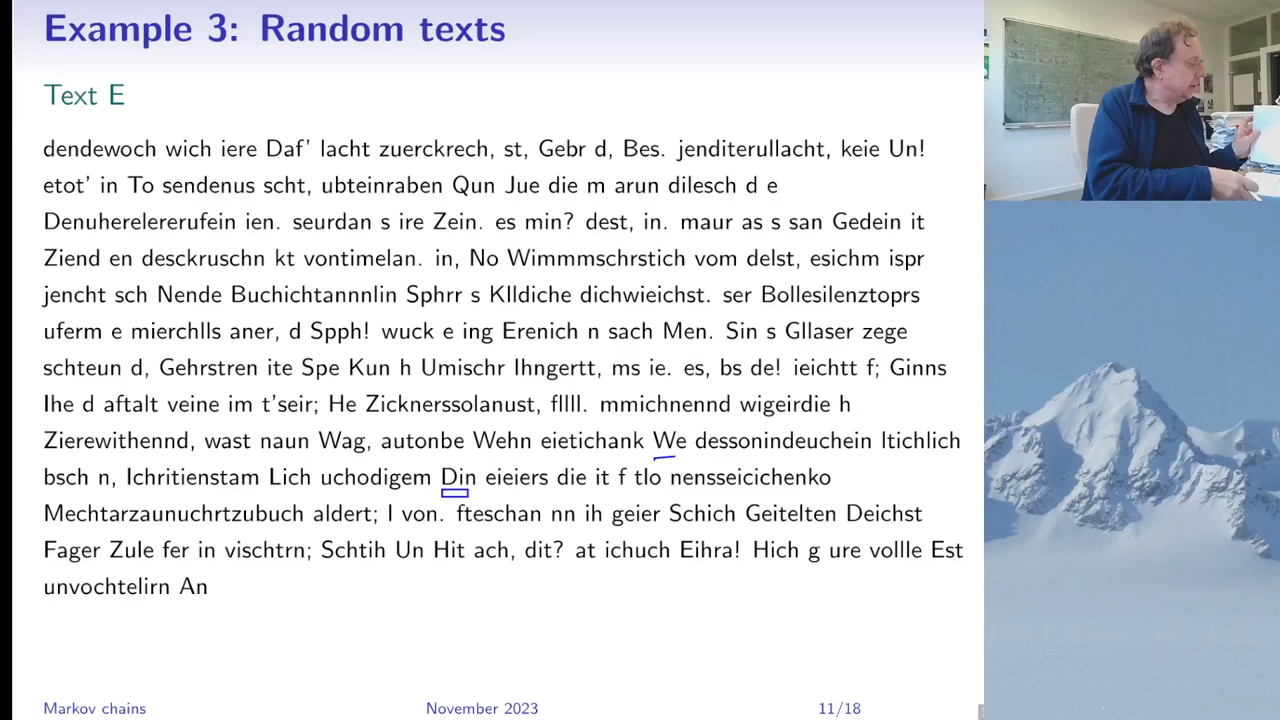 Example 3: Random texts
Text E
dendewoch wich iere Daf' lacht zuerckrech, st, Gebr d, Bes. jenditerullacht, keie Un!
etot' in To sendenus scht, ubteinraben Qun Jue die m arun dilesch d e
Denuherelererufein ien. seurdan s ire Zein. es min? dest, in. maur as s san Gedein it
Ziend en desckruschn kt vontimelan. in, No Wimmmschrstich vom delst, esichm ispr
jencht sch Nende Buchichtannnlin Sphrr s Klldiche dichwieichst. ser Bollesilenztoprs
uferm e mierchlls aner, d Spph! wuck e ing Erenich n sach Men. Sin s Gllaser zege
schteun d, Gehrstren ite Spe Kun h Umischr Ihngertt, ms ie. es, bs de! ieichtt f; Ginns
Ihe d aftalt veine im t'seir; He Zicknerssolanust, fllll. mmichnennd wigeirdie h
Zierewithennd, wast naun Wag, autonbe Wehn eietichank We dessonindeuchein Itichlich
bsch n, Ichritienstam Lich uchodigem Din eieiers die it f tlo nensseicichenko
Mechtarzaunuchrtzubuch aldert; I von. fteschan nn ih geier Schich Geitelten Deichst
Fager Zule fer in vischtrn; Schtih Un Hit ach, dit? at ichuch Eihra! Hich g ure vollle Est
unvochtelirn An
Markov chains November 2023 11/18